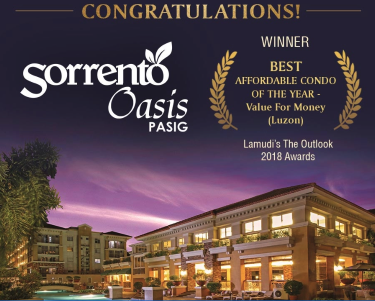 CONGRATULATIONS!
Sorrento
Oasis
PASIG
WINNER
BEST
AFFORDABLE CONDO
OF THE YEAR -
Value For Money
(Luzon)
Lamudi's The Outlook
2018 Awards